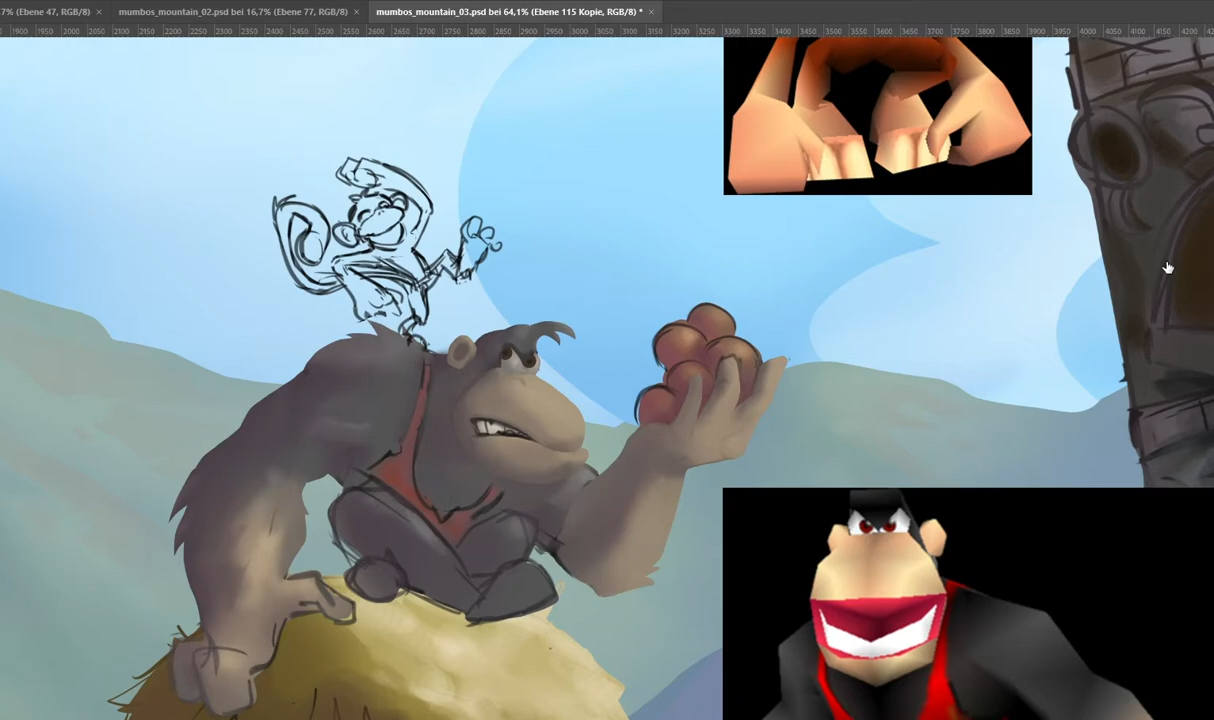 7% (Ebene 47, RGB/8) × mumbos_mountain_02.psd bei 16,7% (Ebene 77, RGB/8) × mumbos_mountain_03.psd bei 64,1% (Ebene 115 Kopie, RGB/8) * ×
1900 1950 2000 2050 2100 2150 2200 2250 2300 2350 2400 2450 2500 2550 2600 2650 2700 2750 2800 2850 2900 2950 3000 3050 3100 3150 3200 3250 3300 3350 3400 3450 3500 3550 3600 3650 3700 3750 3800 3850 3900 3950 4000 4050 4100 4150 4200